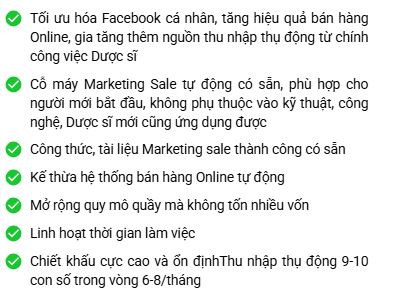 Tối ưu hóa Facebook cá nhân, tăng hiệu quả bán hàng
Online, gia tăng thêm nguồn thu nhập thụ động từ chính
công việc Dược sĩ
Cỗ máy Marketing Sale tự động có sẵn, phù hợp cho
người mới bắt đầu, không phụ thuộc vào kỹ thuật, công
nghệ, Dược sĩ mới cũng ứng dụng được
Công thức, tài liệu Marketing sale thành công có sẵn
Kế thừa hệ thống bán hàng Online tự động
Mở rộng quy mô quầy mà không tốn nhiều vốn
Linh hoạt thời gian làm việc
Chiết khấu cực cao và ổn địnhThu nhập thụ động 9-10
con số trong vòng 6-8/tháng